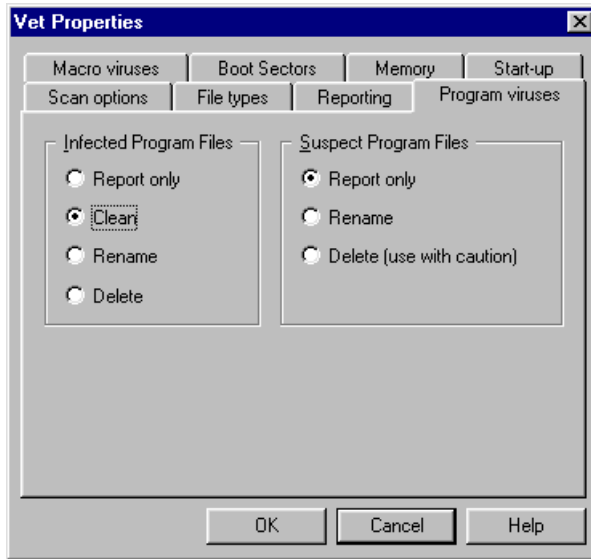 Vet Properties
Macro viruses Boot Sectors Memory Start-up
Scan options File types Reporting Program viruses
Infected Program Files Suspect Program Files
Report only Report only
Clean Rename
Rename Delete (use with caution)
Delete
OK Cancel Help